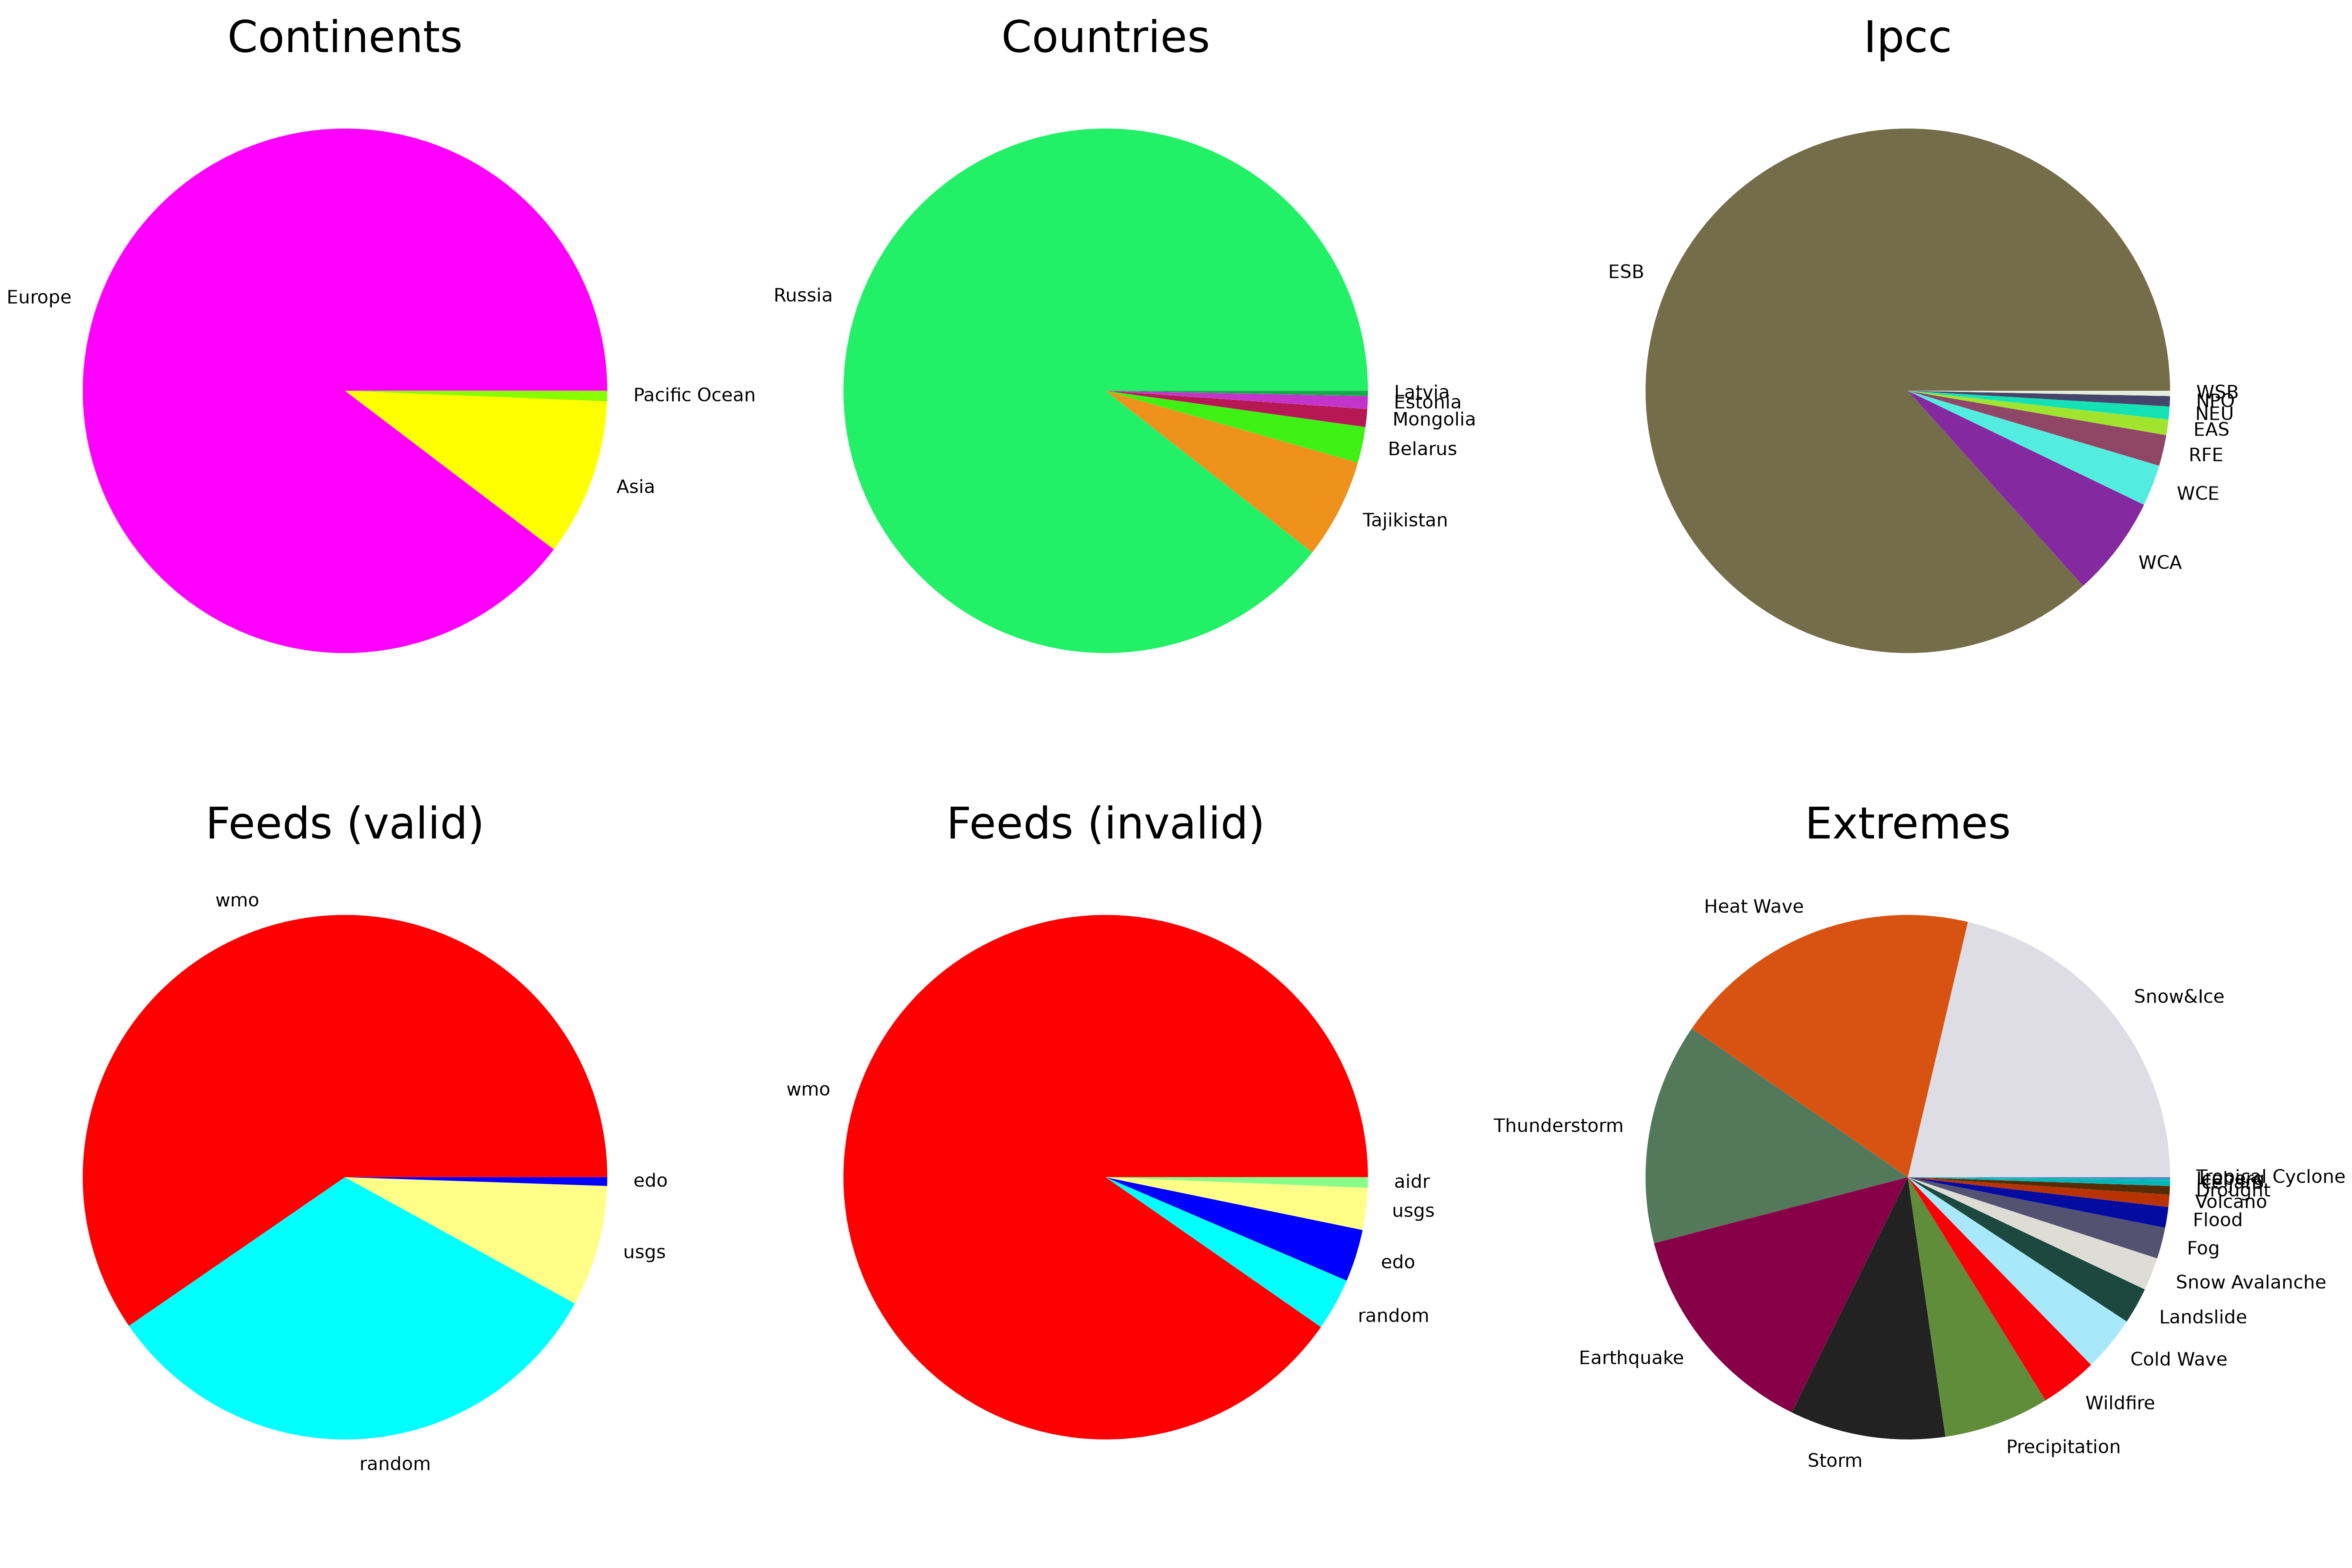 Continents
Countries
Ipcc
Europe
Pacific Ocean
Asia
Russia
Latvia
Estonia
Mongolia
Belarus
Tajikistan
ESB
WSB
NPO
NEU
EAS
RFE
WCE
WCA
Feeds (valid)
Feeds (invalid)
Extremes
wmo
edo
usgs
random
wmo
aidr
usgs
edo
random
Heat Wave
Snow&Ice
Thunderstorm
Tropical Cyclone
Iceberg
Drought
Volcano
Flood
Fog
Snow Avalanche
Landslide
Cold Wave
Wildfire
Precipitation
Storm
Earthquake